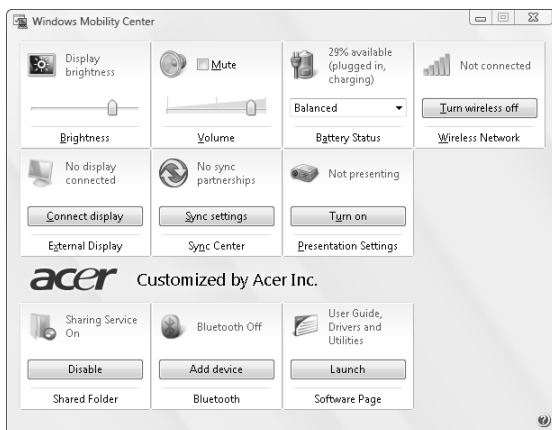 Windows Mobility Center
Display
brightness
Brightness
Mute
Volume
29% available
(plugged in,
charging)
Balanced
Battery Status
Not connected
Turn wireless off
Wireless Network
No display
connected
Connect display
External Display
No sync
partnerships
Sync settings
Sync Center
Not presenting
Turn on
Presentation Settings
acer Customized by Acer Inc.
Sharing Service
On
Disable
Shared Folder
Bluetooth Off
Add device
Bluetooth
User Guide,
Drivers and
Utilities
Launch
Software Page